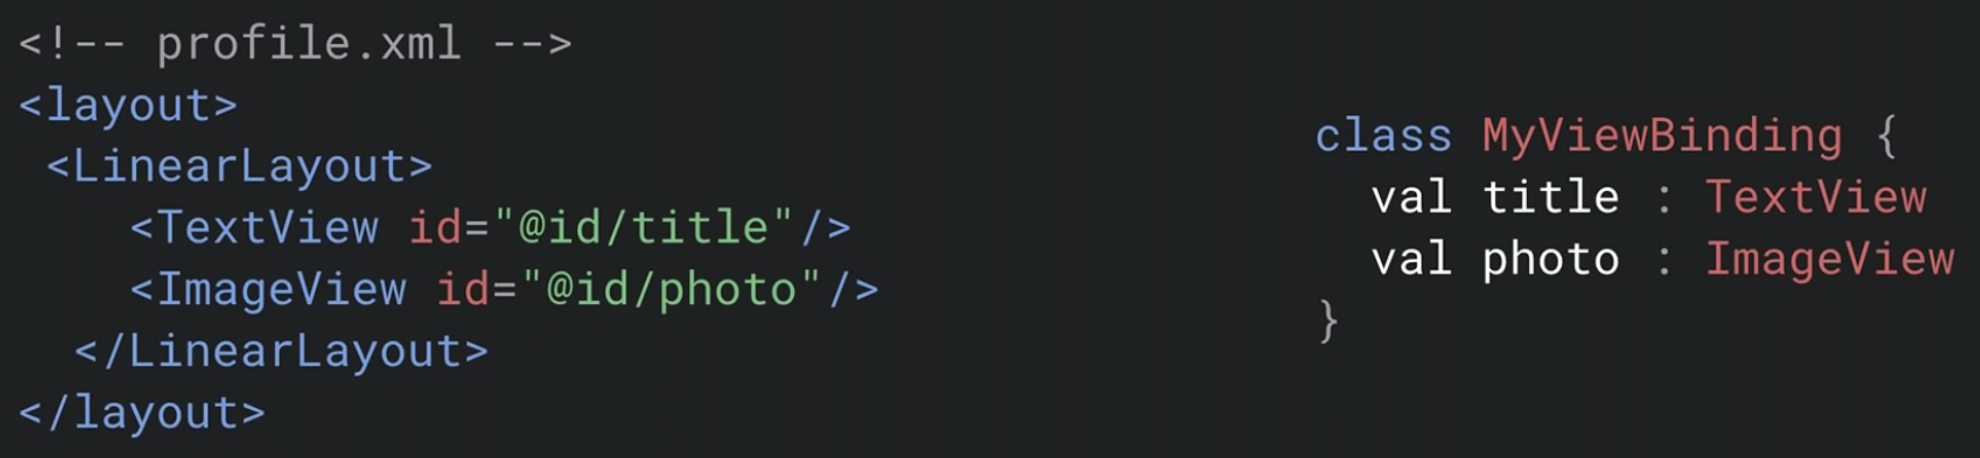 <!-- profile.xml -->
<layout>
 <LinearLayout>
    <TextView id="@id/title"/>
    <ImageView id="@id/photo"/>
  </LinearLayout>
</layout>
class MyViewBinding {
  val title : TextView
  val photo : ImageView
}